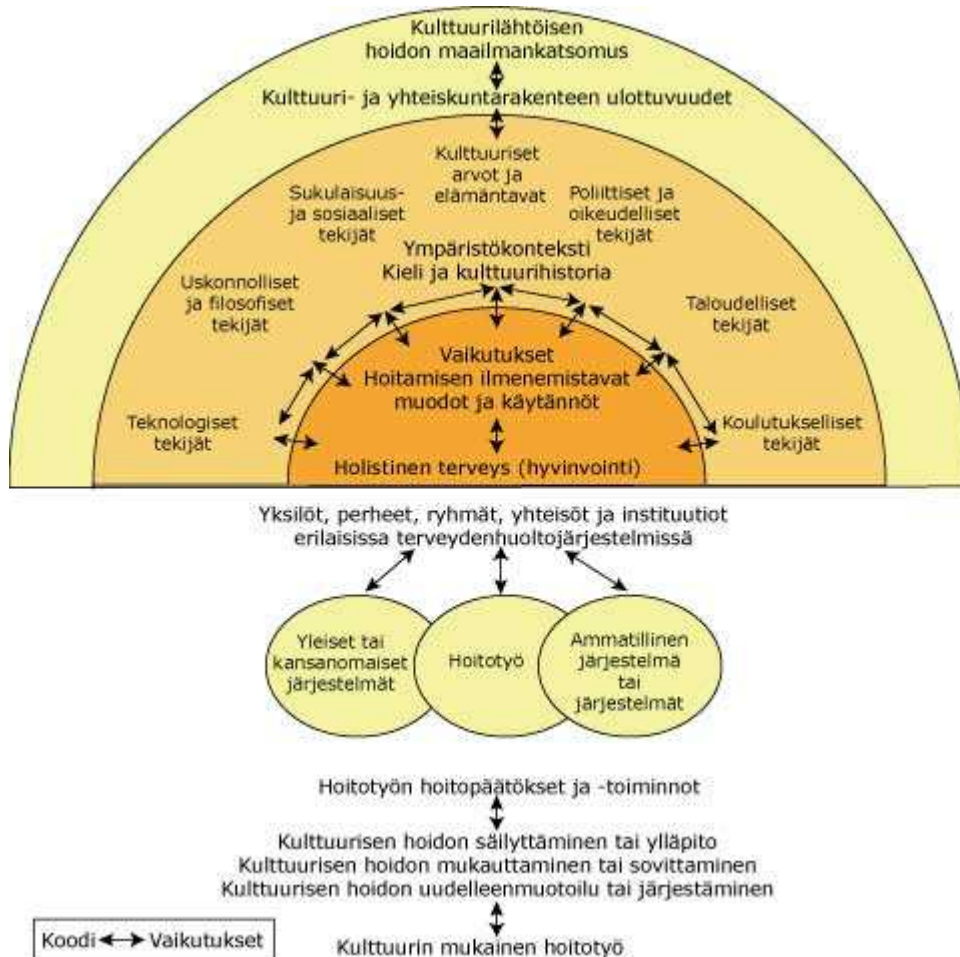 Kulttuurilähtöisen
hoidon maailmankatsomus
Kulttuuri- ja yhteiskuntarakenteen ulottuvuudet
Kulttuuriset
arvot ja
elämäntavat
Sukulaisuus-
ja sosiaaliset
tekijät
Poliittiset ja
oikeudelliset
tekijät
Ympäristökonteksti
Kieli ja kulttuurihistoria
Uskonnolliset
ja filosofiset
tekijät
Taloudelliset
tekijät
Vaikutukset
Hoitamisen ilmenemistavat
muodot ja käytännöt
Teknologiset
tekijät
Koulutukselliset
tekijät
Holistinen terveys (hyvinvointi)
Yksilöt, perheet, ryhmät, yhteisöt ja instituutiot
erilaisissa terveydenhuoltojärjestelmissä
Yleiset tai
kansanomaiset
järjestelmät
Hoitotyö
Ammatillinen
järjestelmä
tai
järjestelmät
Hoitotyön hoitopäätökset ja -toiminnot
Kulttuurisen hoidon säilyttäminen tai ylläpito
Kulttuurisen hoidon mukauttaminen tai sovittaminen
Kulttuurisen hoidon uudelleenmuotoilu tai järjestäminen
Koodi Vaikutukset
Kulttuurin mukainen hoitotyö